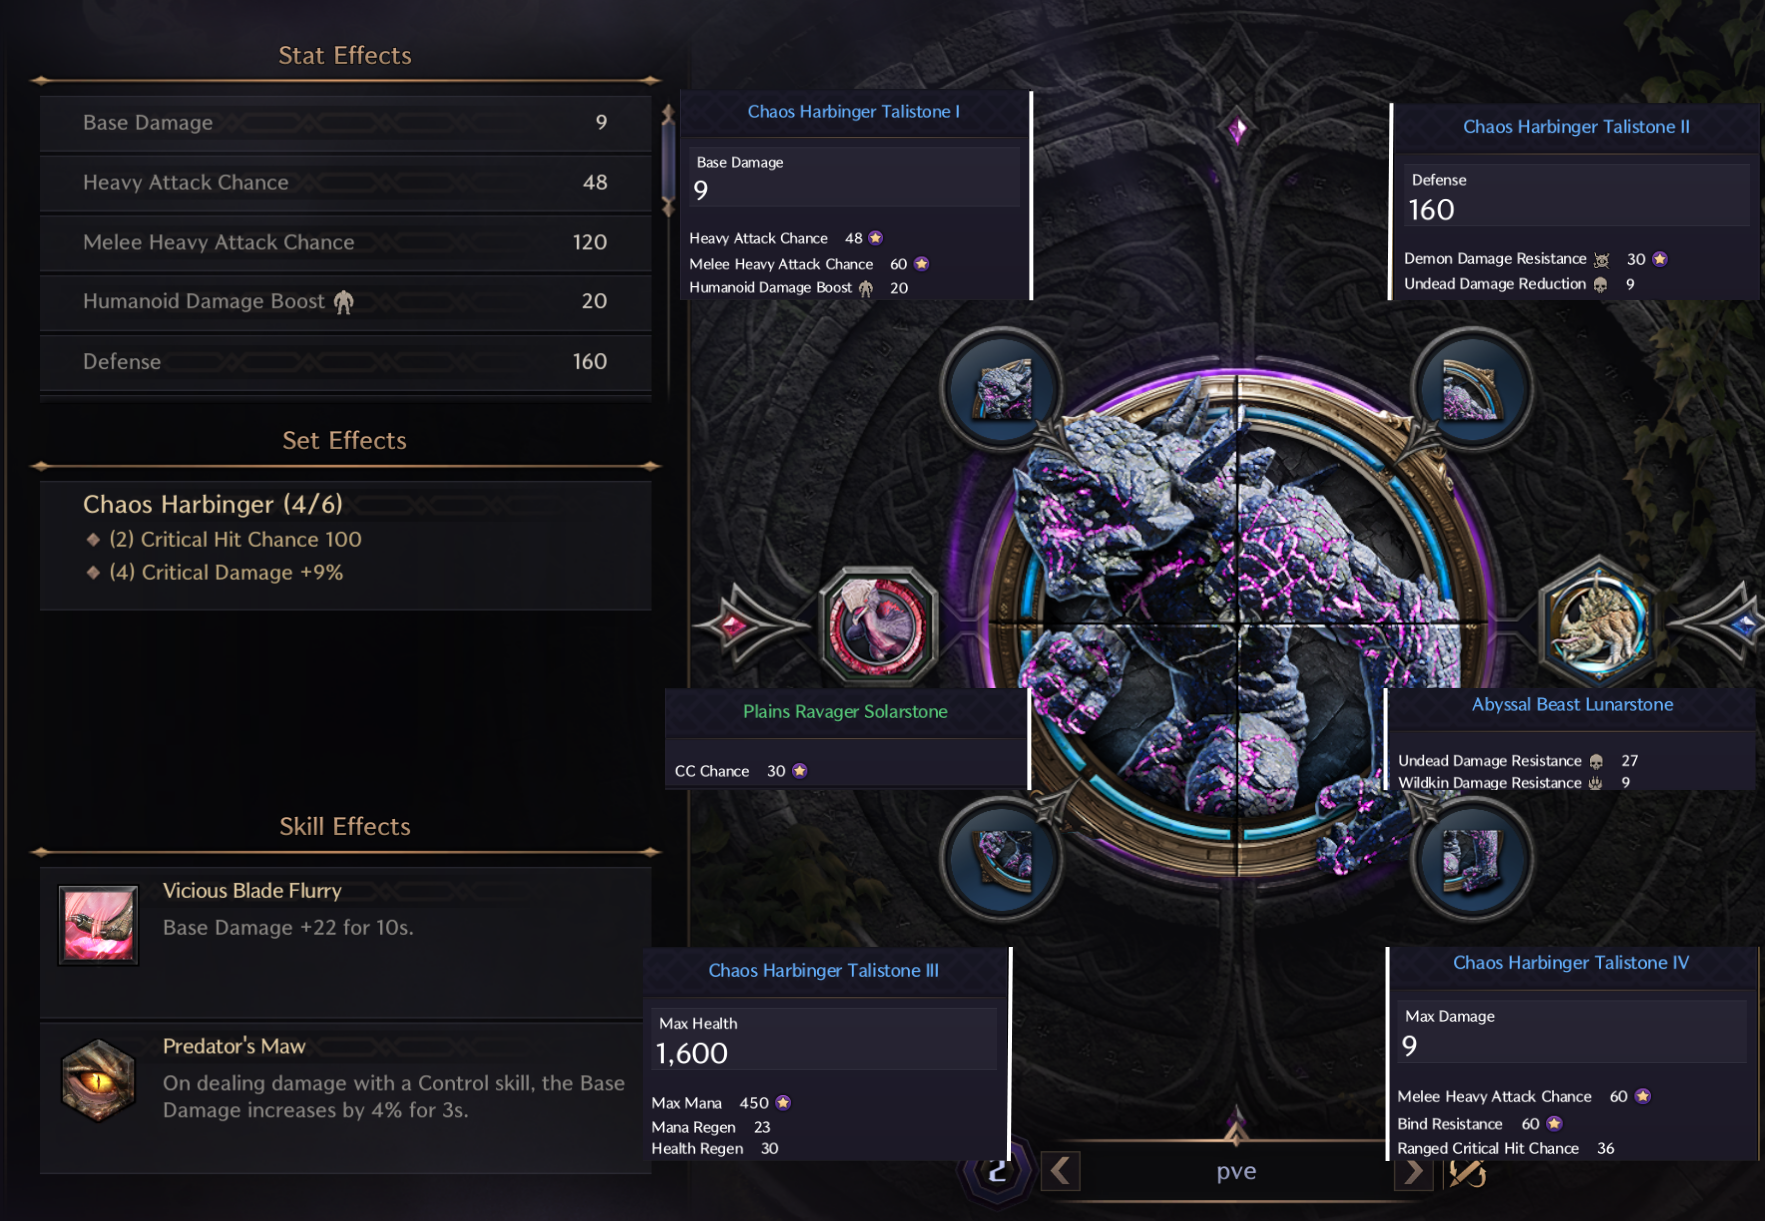 Stat Effects
Base Damage 9
Heavy Attack Chance 48
Melee Heavy Attack Chance 120
Humanoid Damage Boost 20
Defense 160
Set Effects
Chaos Harbinger (4/6)
(2) Critical Hit Chance 100
(4) Critical Damage +9%
Skill Effects
Vicious Blade Flurry
Base Damage +22 for 10s.
Predator's Maw
On dealing damage with a Control skill, the Base
Damage increases by 4% for 3s.
Chaos Harbinger Talistone I
Base Damage
9
Heavy Attack Chance 48
Melee Heavy Attack Chance 60
Humanoid Damage Boost 20
Chaos Harbinger Talistone II
Defense
160
Demon Damage Resistance 30
Undead Damage Reduction 9
Plains Ravager Solarstone
CC Chance 30
Abyssal Beast Lunarstone
Undead Damage Resistance 27
Wildkin Damage Resistance 9
Chaos Harbinger Talistone III
Max Health
1,600
Max Mana 450
Mana Regen 23
Health Regen 30
Chaos Harbinger Talistone IV
Max Damage
9
Melee Heavy Attack Chance 60
Bind Resistance 60
Ranged Critical Hit Chance 36
2
pve